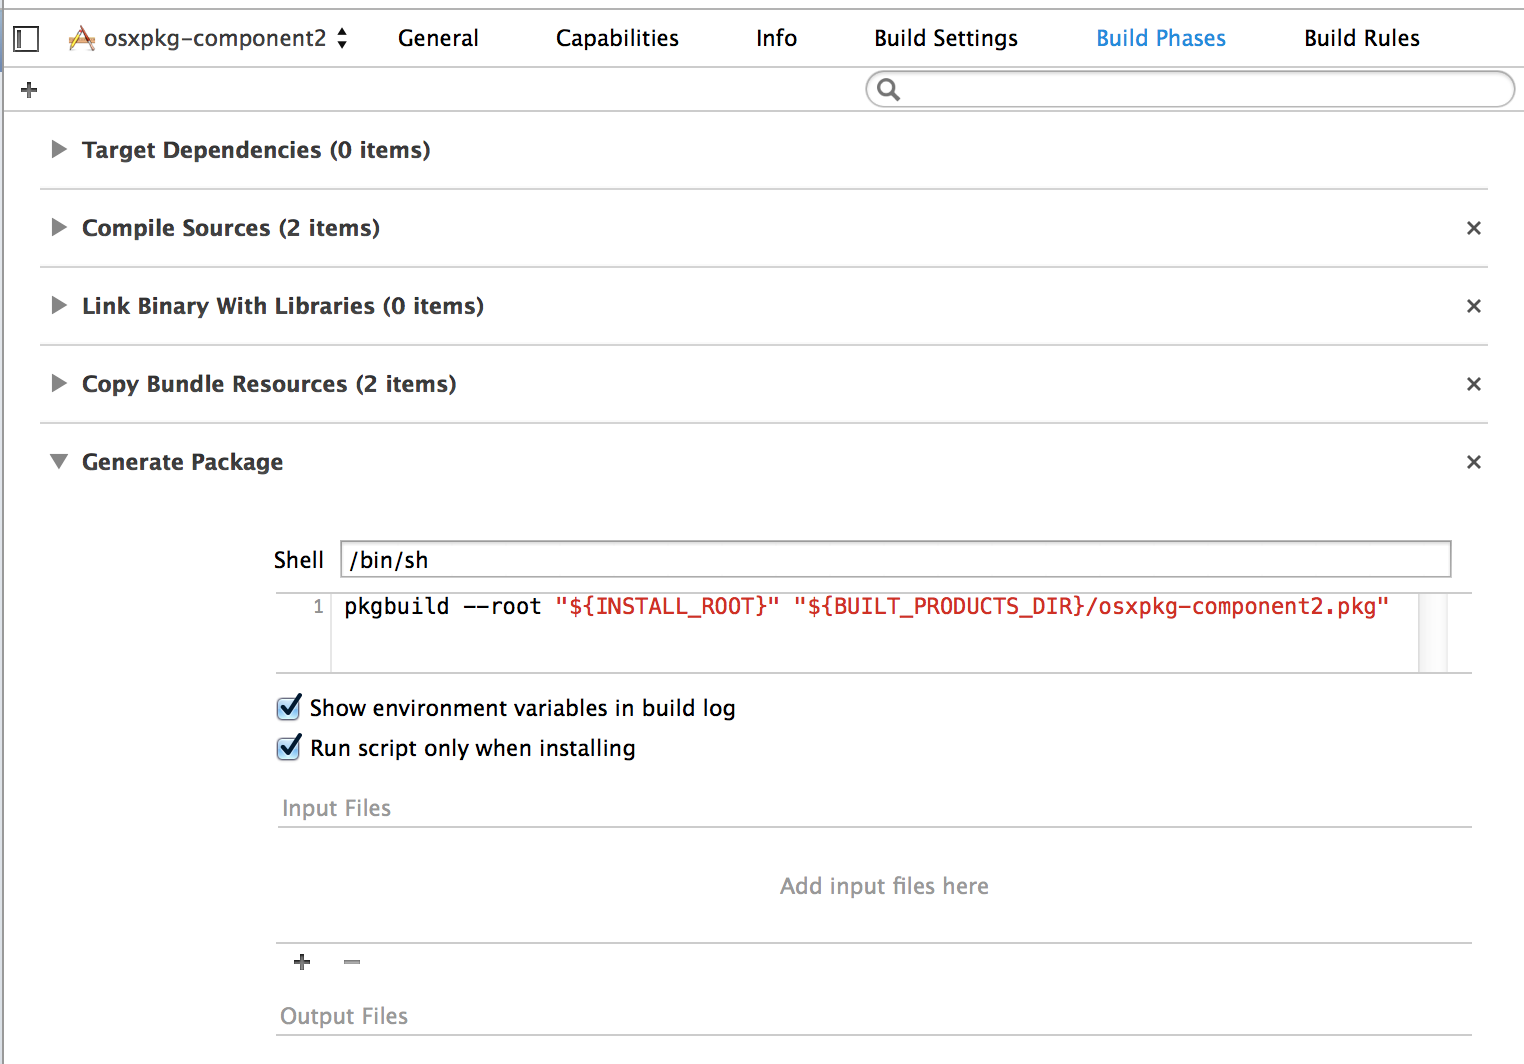 osxpkg-component2 General Capabilities Info Build Settings Build Phases Build Rules
Target Dependencies (0 items)
Compile Sources (2 items)
Link Binary With Libraries (0 items)
Copy Bundle Resources (2 items)
Generate Package
Shell /bin/sh
1 pkgbuild --root "${INSTALL_ROOT}" "${BUILT_PRODUCTS_DIR}/osxpkg-component2.pkg"
Show environment variables in build log
Run script only when installing
Input Files
Add input files here
Output Files